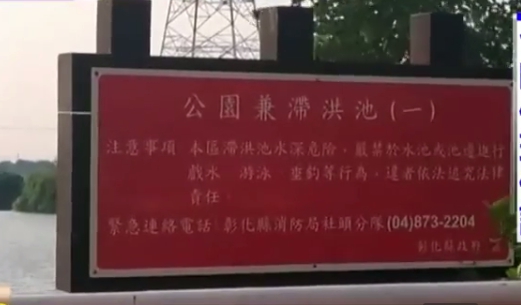 公園兼滯洪池(一)
注意事項 本區滯洪池水深危險,嚴禁於水池或池邊進行
戲水、游泳、垂釣等行為,違者依法追究法律
責任。
緊急連絡電話:彰化縣消防局社頭分隊(04)873-2204
彰化縣政府